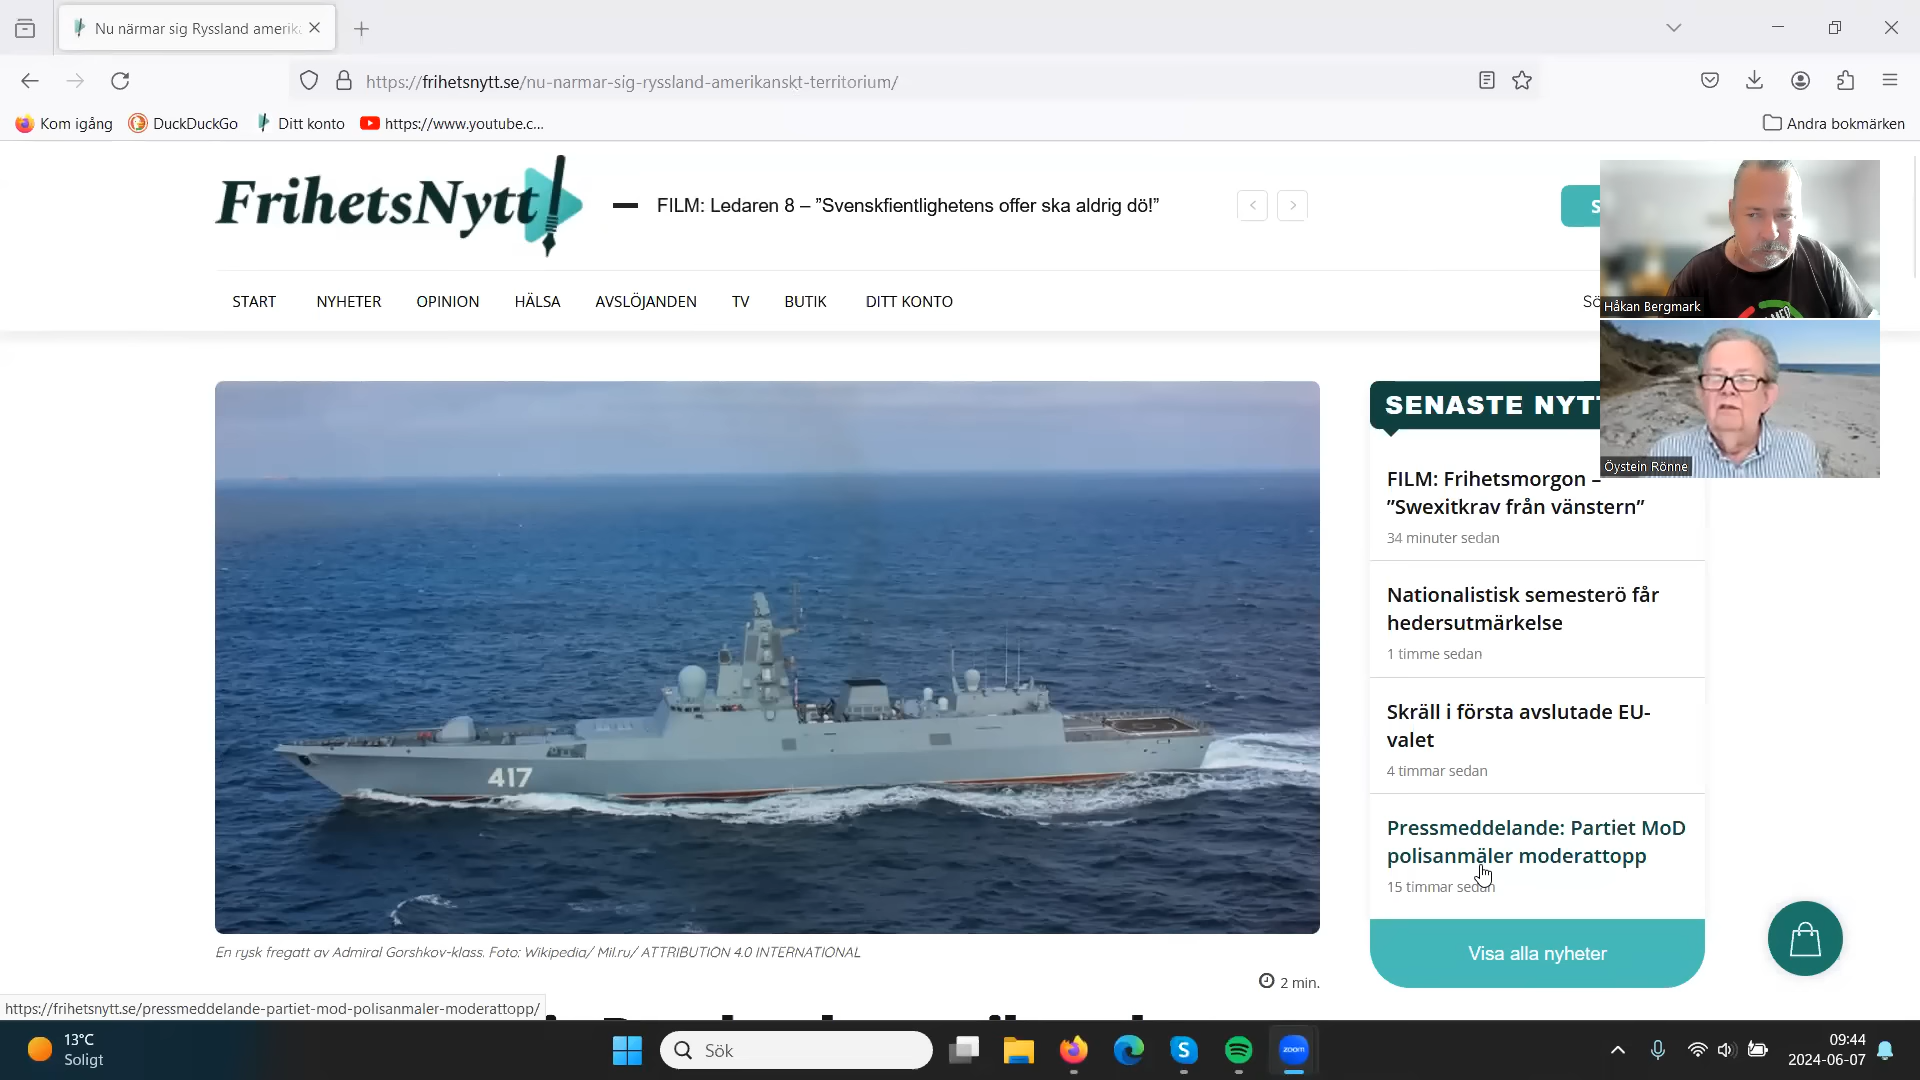 Nu närmar sig Ryssland amerik
https://frihetsnytt.se/nu-narmar-sig-ryssland-amerikanskt-territorium/
Kom igång
DuckDuckGo
Ditt konto
https://www.youtube.c...
Andra bokmärken
FrihetsNytt
FILM: Ledaren 8 – ”Svenskfientlighetens offer ska aldrig dö!”
START
NYHETER
OPINION
HÄLSA
AVSLÖJANDEN
TV
BUTIK
DITT KONTO
Håkan Bergmark
Öystein Rönne
417
SENASTE NYTT
FILM: Frihetsmorgon –
”Swexitkrav från vänstern”
34 minuter sedan
Nationalistisk semesterö får
hedersutmärkelse
1 timme sedan
Skräll i första avslutade EU-
valet
4 timmar sedan
Pressmeddelande: Partiet MoD
polisanmäler moderattopp
15 timmar sedan
Visa alla nyheter
En rysk fregatt av Admiral Gorshkov-klass. Foto: Wikipedia/ Mil.ru/ ATTRIBUTION 4.0 INTERNATIONAL
2 min.
https://frihetsnytt.se/pressmeddelande-partiet-mod-polisanmaler-moderattopp/
13°C
Soligt
Sök
zoom
09:44
2024-06-07